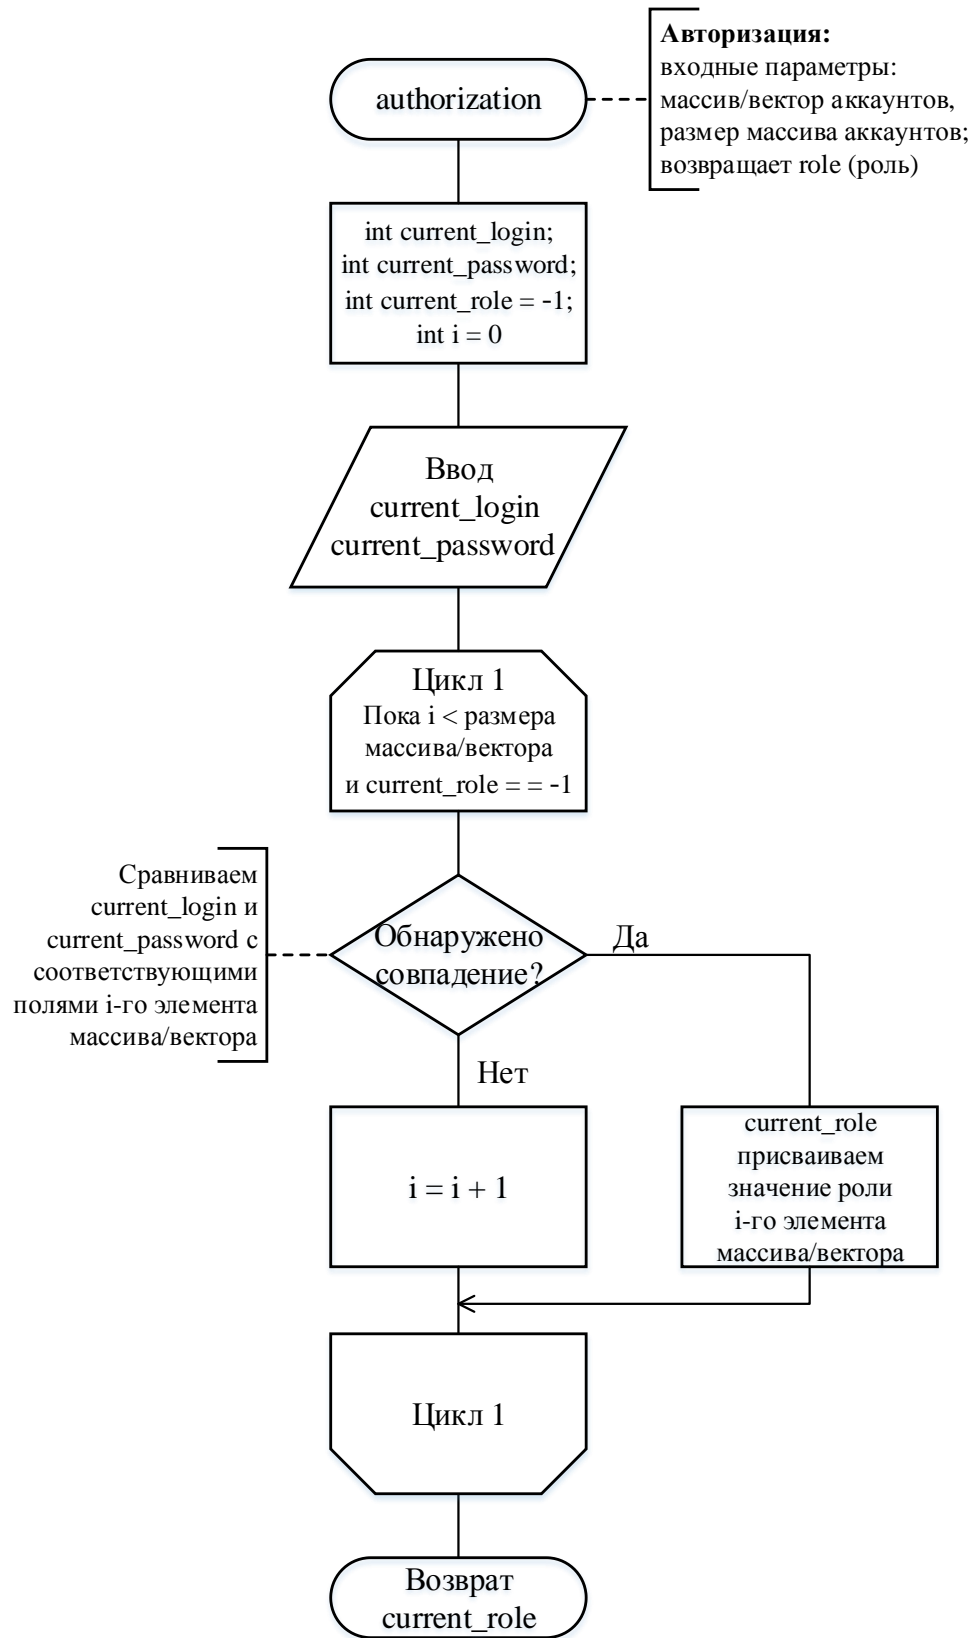 Авторизация:
входные параметры:
массив/вектор аккаунтов,
размер массива аккаунтов;
возвращает role (роль)
authorization
int current_login;
int current_password;
int current_role = -1;
int i = 0
Ввод
current_login
current_password
Цикл 1
Пока i < размера
массива/вектора
и current_role = = -1
Сравниваем
current_login и
current_password с
соответствующими
полями i-го элемента
массива/вектора
Обнаружено
совпадение?
Да
Нет
i = i + 1
current_role
присваиваем
значение роли
i-го элемента
массива/вектора
Цикл 1
Возврат
current_role